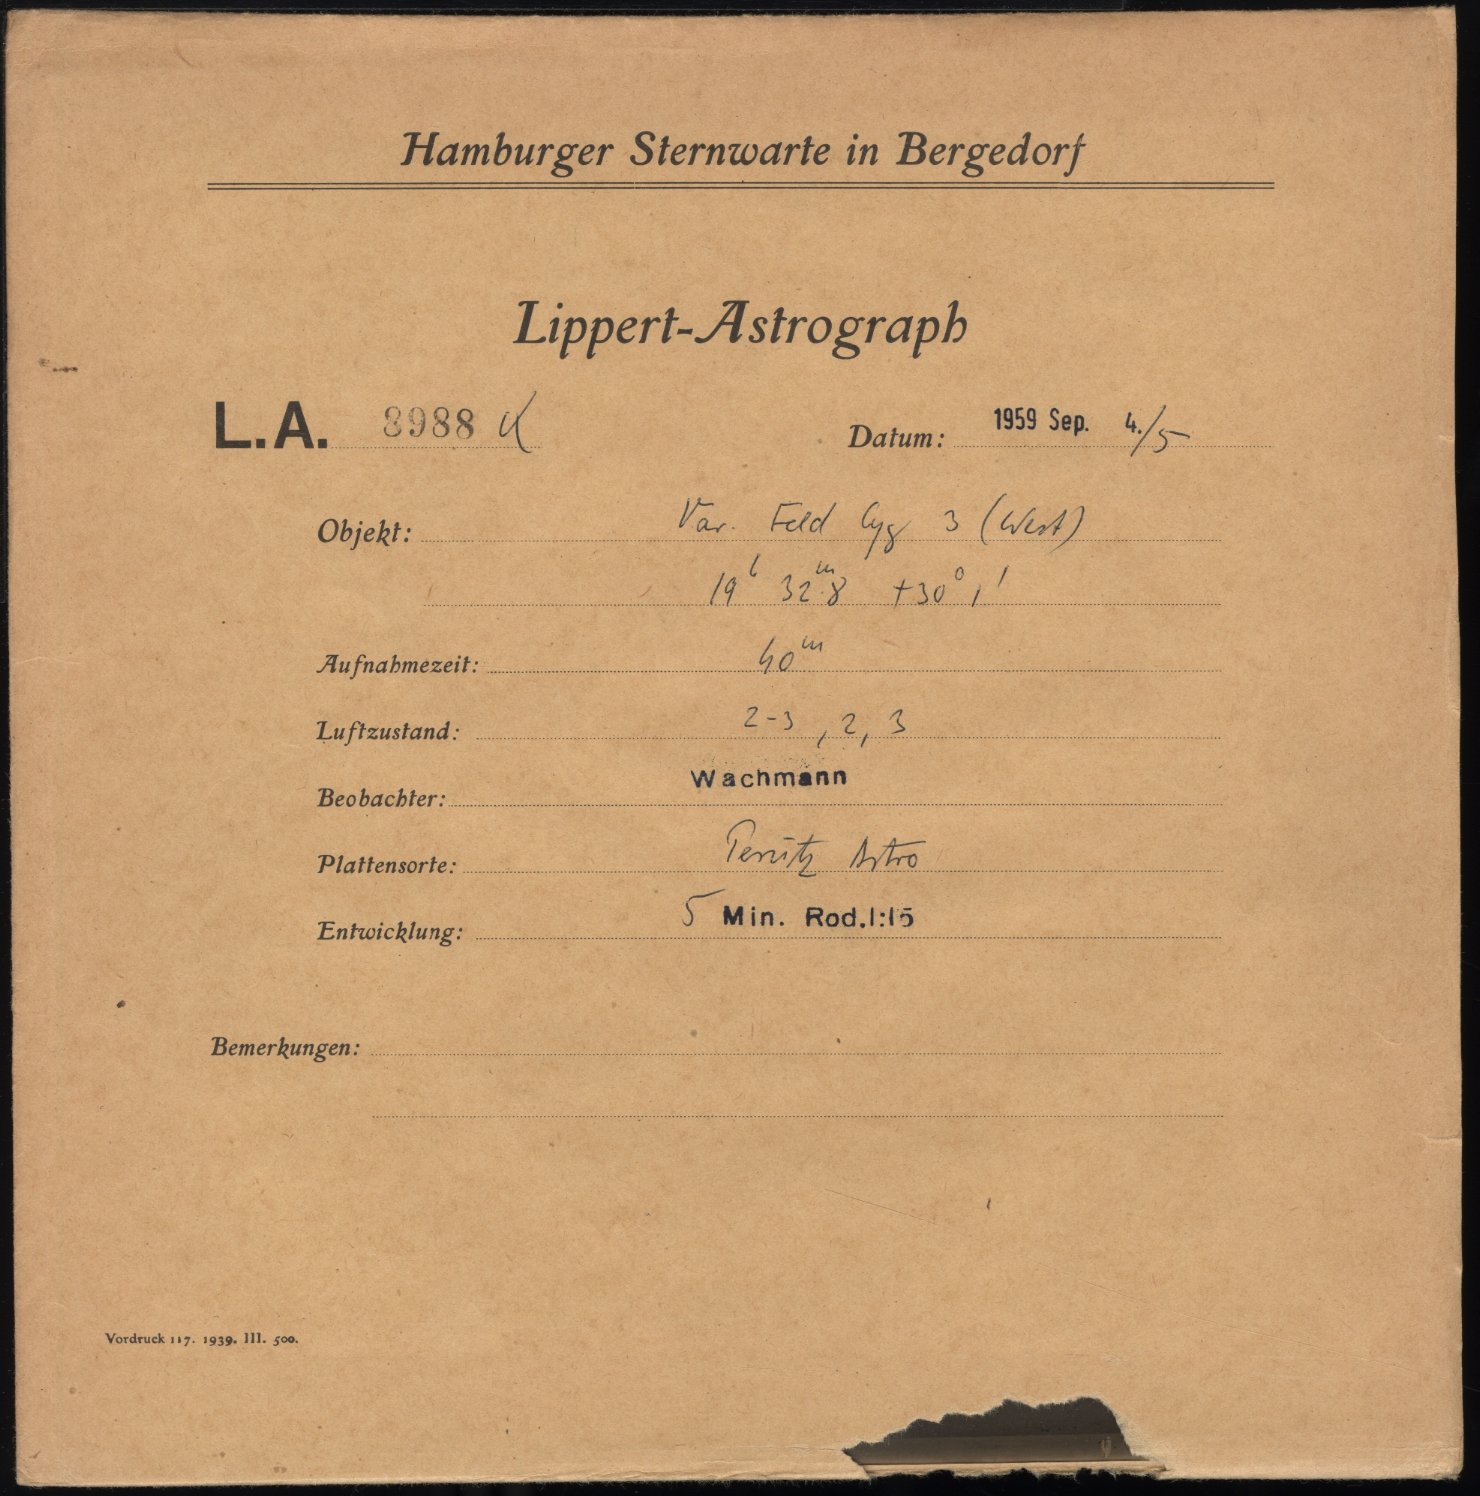 Hamburger Sternwarte in Bergedorf
Lippert-Astrograph
L.A. 8988 Datum: 1959 Sep. 4./5
Objekt: Var. Feld Cyg 3 (West)
19h 32m.8 +30° 1'
Aufnahmezeit: 40m
Luftzustand: 2-3, 2, 3
Beobachter: Wachmann
Plattensorte: Perutz Astro
Entwicklung: 5 Min. Rod.1:15
Bemerkungen:
Vordruck 117. 1939. III. 500.